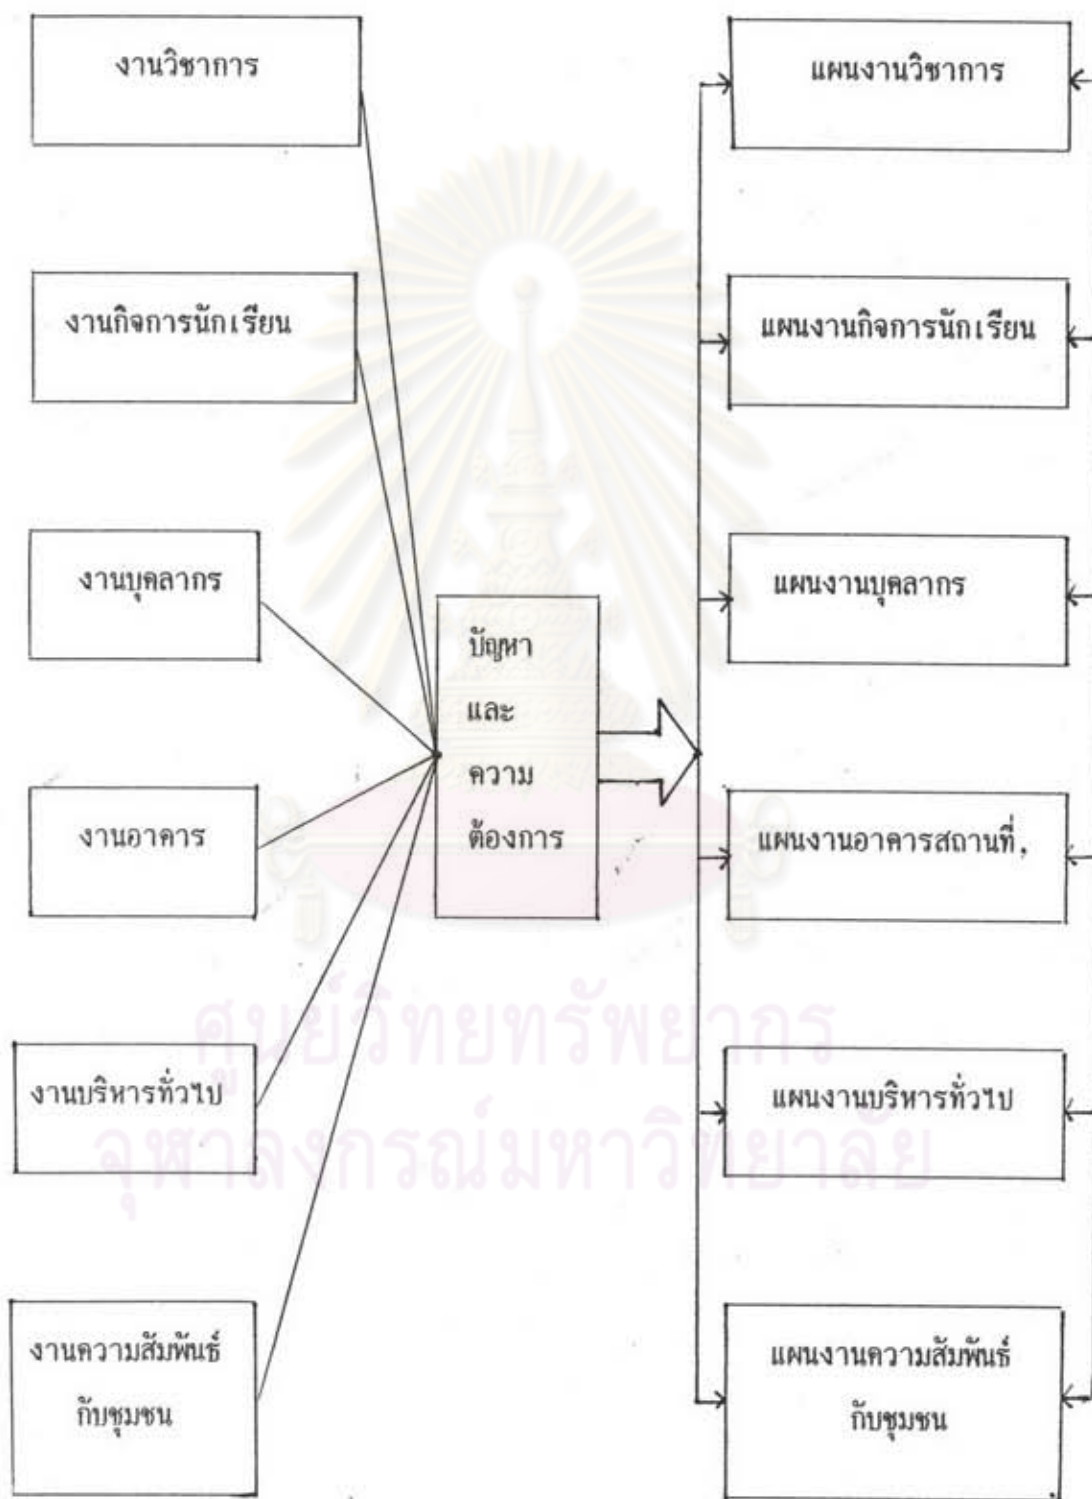 งานวิชาการ
งานกิจการนักเรียน
งานบุคลากร
งานอาคาร
งานบริหารทั่วไป
งานความสัมพันธ์
กับชุมชน
ปัญหา
และ
ความ
ต้องการ
แผนงานวิชาการ
แผนงานกิจการนักเรียน
แผนงานบุคลากร
แผนงานอาคารสถานที่.
แผนงานบริหารทั่วไป
แผนงานความสัมพันธ์
กับชุมชน
ศูนย์วิทยทรัพยากร
จุฬาลงกรณ์มหาวิทยาลัย